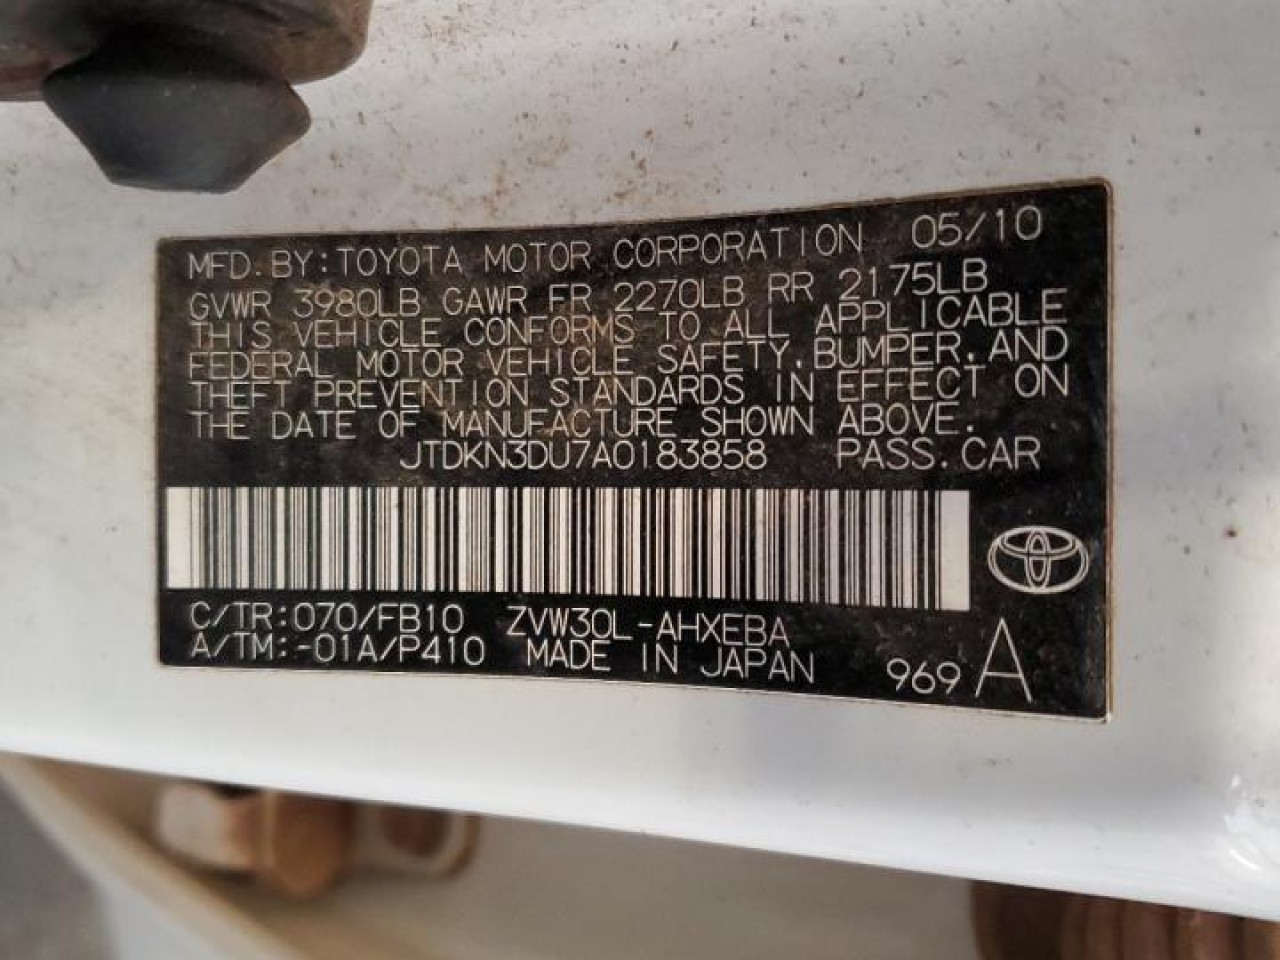 MFD.BY:TOYOTA MOTOR CORPORATION 05/10
GVWR 3980LB GAWR FR 2270LB RR 2175LB
THIS VEHICLE CONFORMS TO ALL APPLICABLE
FEDERAL MOTOR VEHICLE SAFETY,BUMPER,AND
THEFT PREVENTION STANDARDS IN EFFECT ON
THE DATE OF MANUFACTURE SHOWN ABOVE.
JTDKN3DU7A0183858 PASS.CAR
C/TR:070/FB10 ZVW30L-AHXEBA
A/TM:-01A/P410 MADE IN JAPAN 969 A